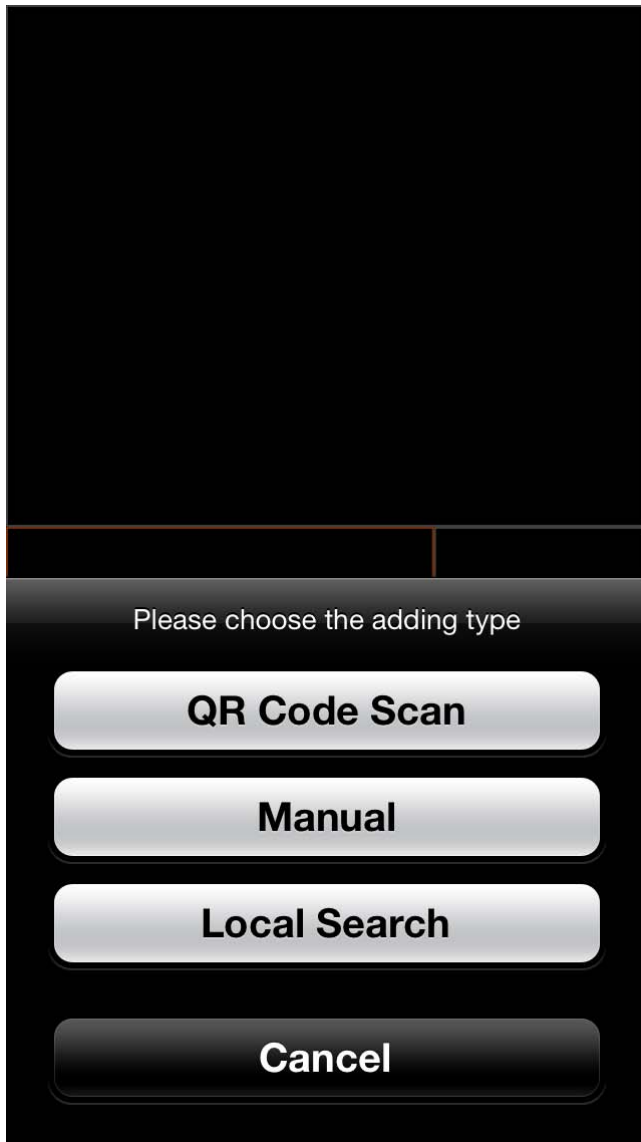 Please choose the adding type
QR Code Scan
Manual
Local Search
Cancel